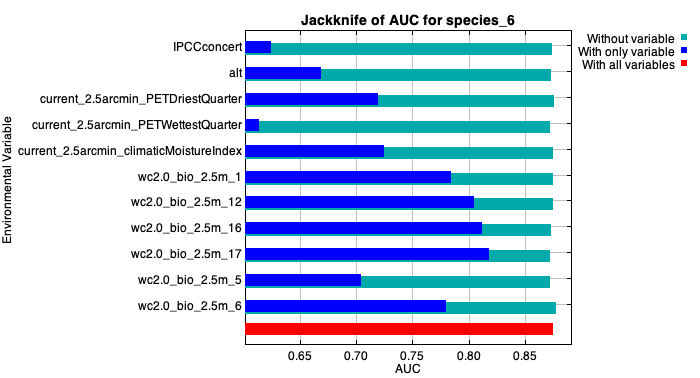 Jackknife of AUC for species_6
Without variable
With only variable
With all variables
Environmental Variable
IPCCconcert
alt
current_2.5arcmin_PETDriestQuarter
current_2.5arcmin_PETWettestQuarter
current_2.5arcmin_climaticMoistureIndex
wc2.0_bio_2.5m_1
wc2.0_bio_2.5m_12
wc2.0_bio_2.5m_16
wc2.0_bio_2.5m_17
wc2.0_bio_2.5m_5
wc2.0_bio_2.5m_6
0.65 0.70 0.75 0.80 0.85
AUC